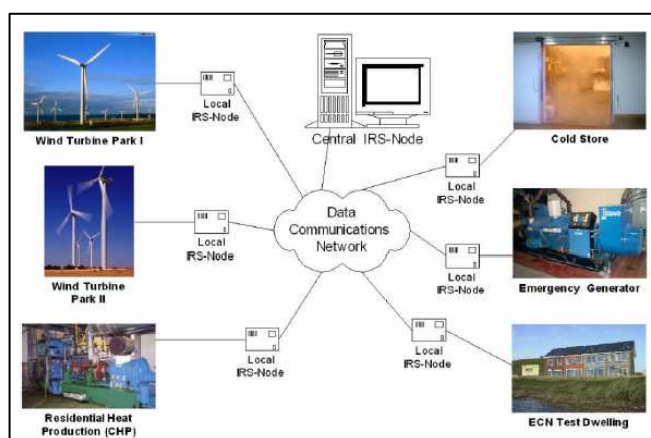 Wind Turbine Park I
Local
IRS-Node
Central IRS-Node
Cold Store
Local
IRS-Node
Wind Turbine
Park II
Local
IRS-Node
Data
Communications
Network
Local
IRS-Node
Emergency Generator
Residential Heat
Production (CHP)
Local
IRS-Node
Local
IRS-Node
ECN Test Dwelling